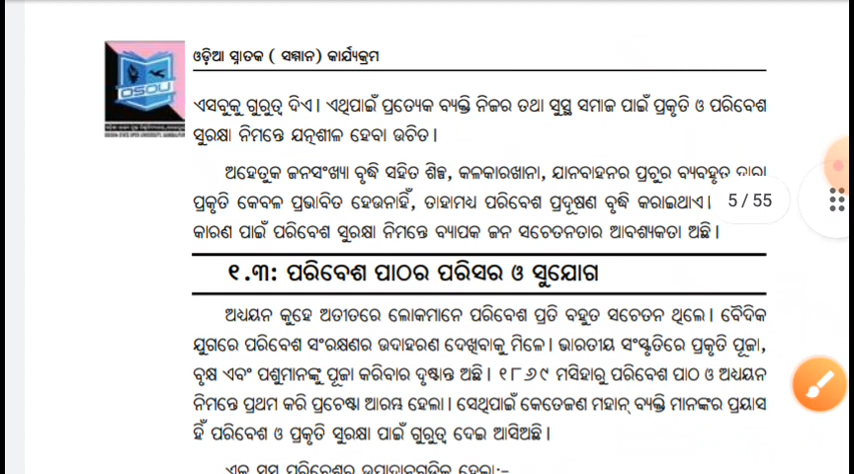 ଓଡ଼ିଆ ସ୍ନାତକ ( ସମ୍ମାନ) କାର୍ଯ୍ୟକ୍ରମ
OSOU
ଏସବୁକୁ ଗୁରୁତ୍ୱ ଦିଏ। ଏଥିପାଇଁ ପ୍ରତ୍ୟେକ ବ୍ୟକ୍ତି ନିଜର ତଥା ସୁସ୍ଥ ସମାଜ ପାଇଁ ପ୍ରକୃତି ଓ ପରିବେଶ
ସୁରକ୍ଷା ନିମନ୍ତେ ଯତ୍ନଶୀଳ ହେବା ଉଚିତ।
ଅହେତୁକ ଜନସଂଖ୍ୟା ବୃଦ୍ଧି ସହିତ ଶିଳ୍ପ, କଳକାରଖାନା, ଯାନବାହନର ପ୍ରଚୁର ବ୍ୟବହୃତ ଦ୍ୱାରା
ପ୍ରକୃତି କେବଳ ପ୍ରଭାବିତ ହେଉନାହିଁ, ତାହାମଧ୍ୟ ପରିବେଶ ପ୍ରଦୂଷଣ ବୃଦ୍ଧି କରାଇଥାଏ।
5 / 55
କାରଣ ପାଇଁ ପରିବେଶ ସୁରକ୍ଷା ନିମନ୍ତେ ବ୍ୟାପକ ଜନ ସଚେତନତାର ଆବଶ୍ୟକତା ଅଛି।
୧.୩: ପରିବେଶ ପାଠର ପରିସର ଓ ସୁଯୋଗ
ଅଧ୍ୟୟନ କୁହେ ଅତୀତରେ ଲୋକମାନେ ପରିବେଶ ପ୍ରତି ବହୁତ ସଚେତନ ଥିଲେ। ବୈଦିକ
ଯୁଗରେ ପରିବେଶ ସଂରକ୍ଷଣର ଉଦାହରଣ ଦେଖିବାକୁ ମିଳେ। ଭାରତୀୟ ସଂସ୍କୃତିରେ ପ୍ରକୃତି ପୂଜା,
ବୃକ୍ଷ ଏବଂ ପଶୁମାନଙ୍କୁ ପୂଜା କରିବାର ଦୃଷ୍ଟାନ୍ତ ଅଛି। ୧୮୬୯ ମସିହାରୁ ପରିବେଶ ପାଠ ଓ ଅଧ୍ୟୟନ
ନିମନ୍ତେ ପ୍ରଥମ କରି ପ୍ରଚେଷ୍ଟା ଆରମ୍ଭ ହେଲା। ସେଥିପାଇଁ କେତେଜଣ ମହାନ୍ ବ୍ୟକ୍ତି ମାନଙ୍କର ପ୍ରୟାସ
ହିଁ ପରିବେଶ ଓ ପ୍ରକୃତି ସୁରକ୍ଷା ପାଇଁ ଗୁରୁତ୍ୱ ଦେଇ ଆସିଅଛି।
ଏକ ସୁସ୍ଥ ପରିବେଶର ଉପାଦାନଗୁଡ଼ିକ ହେଲା:-